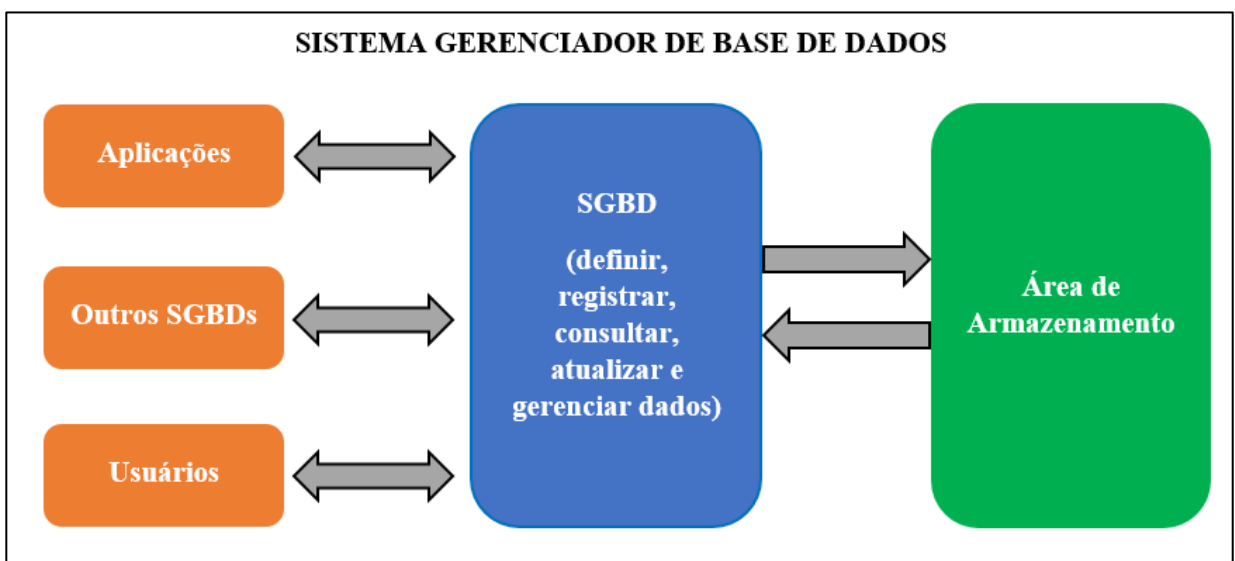 SISTEMA GERENCIADOR DE BASE DE DADOS
Aplicações
Outros SGBDs
Usuários
SGBD
(definir,
registrar,
consultar,
atualizar e
gerenciar dados)
Área de
Armazenamento